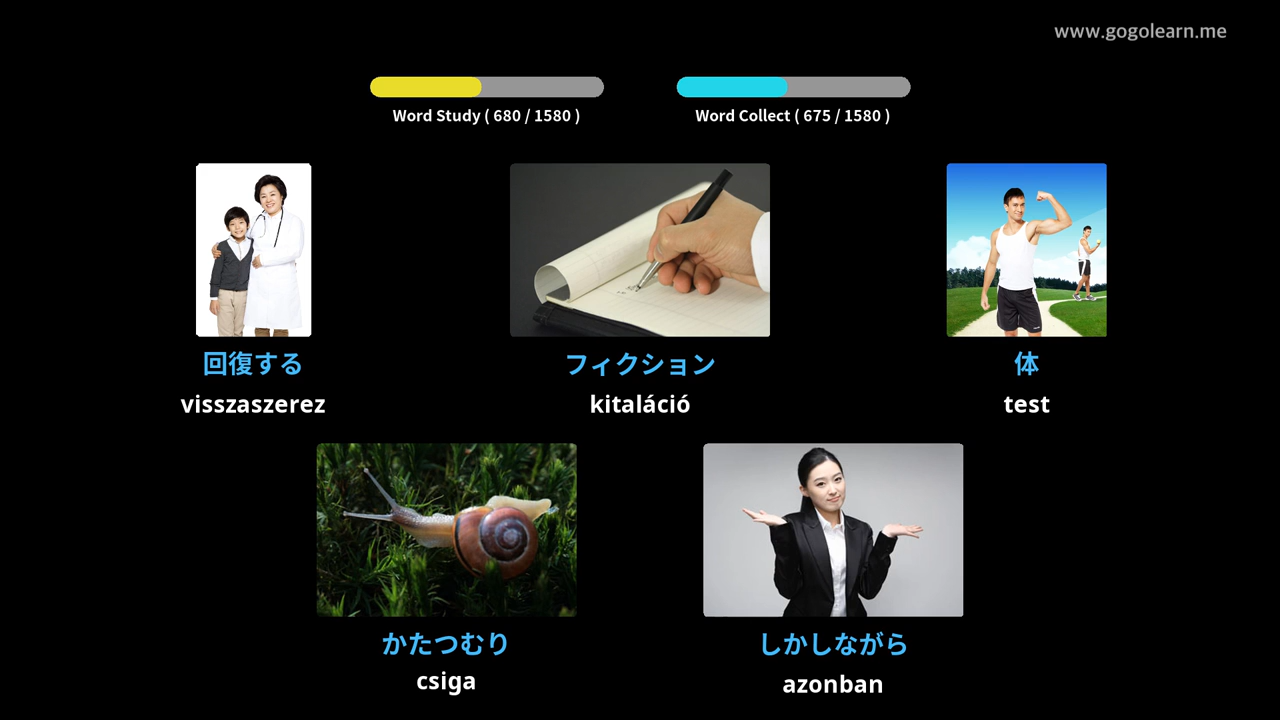 www.gogolearn.me
Word Study ( 680 / 1580 )
Word Collect ( 675 / 1580 )
回復する
visszaszerez
フィクション
kitaláció
体
test
かたつむり
csiga
しかしながら
azonban